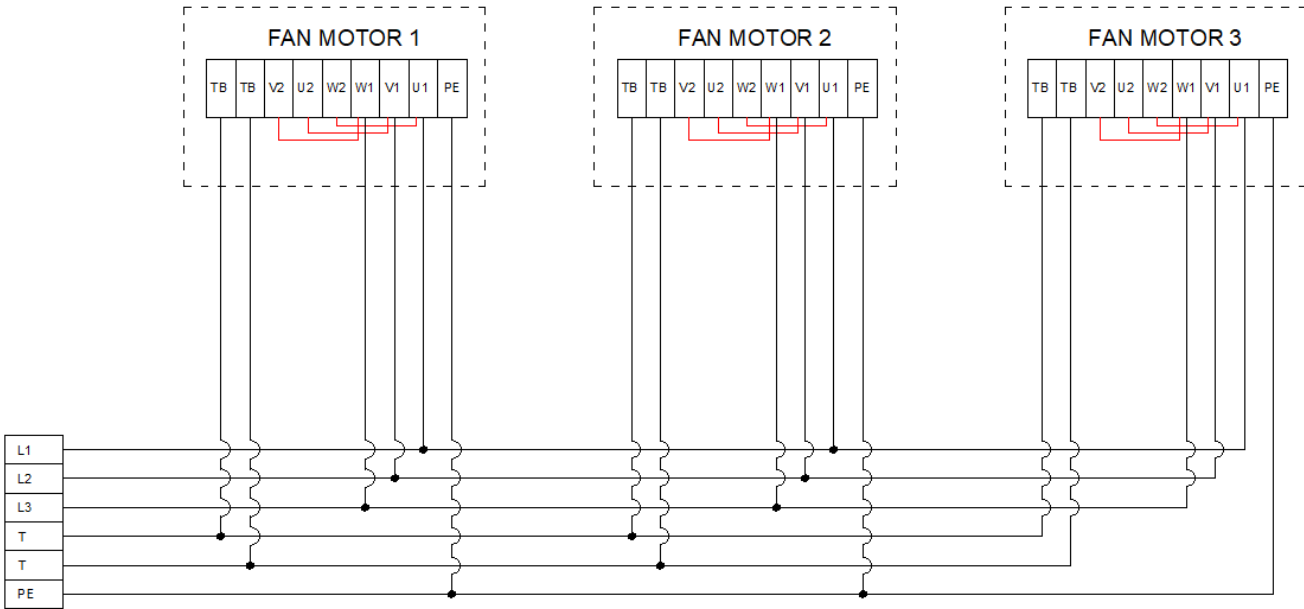 FAN MOTOR 1 FAN MOTOR 2 FAN MOTOR 3
TB TB V2 U2 W2 W1 V1 U1 PE TB TB V2 U2 W2 W1 V1 U1 PE TB TB V2 U2 W2 W1 V1 U1 PE
L1
L2
L3
T
T
PE